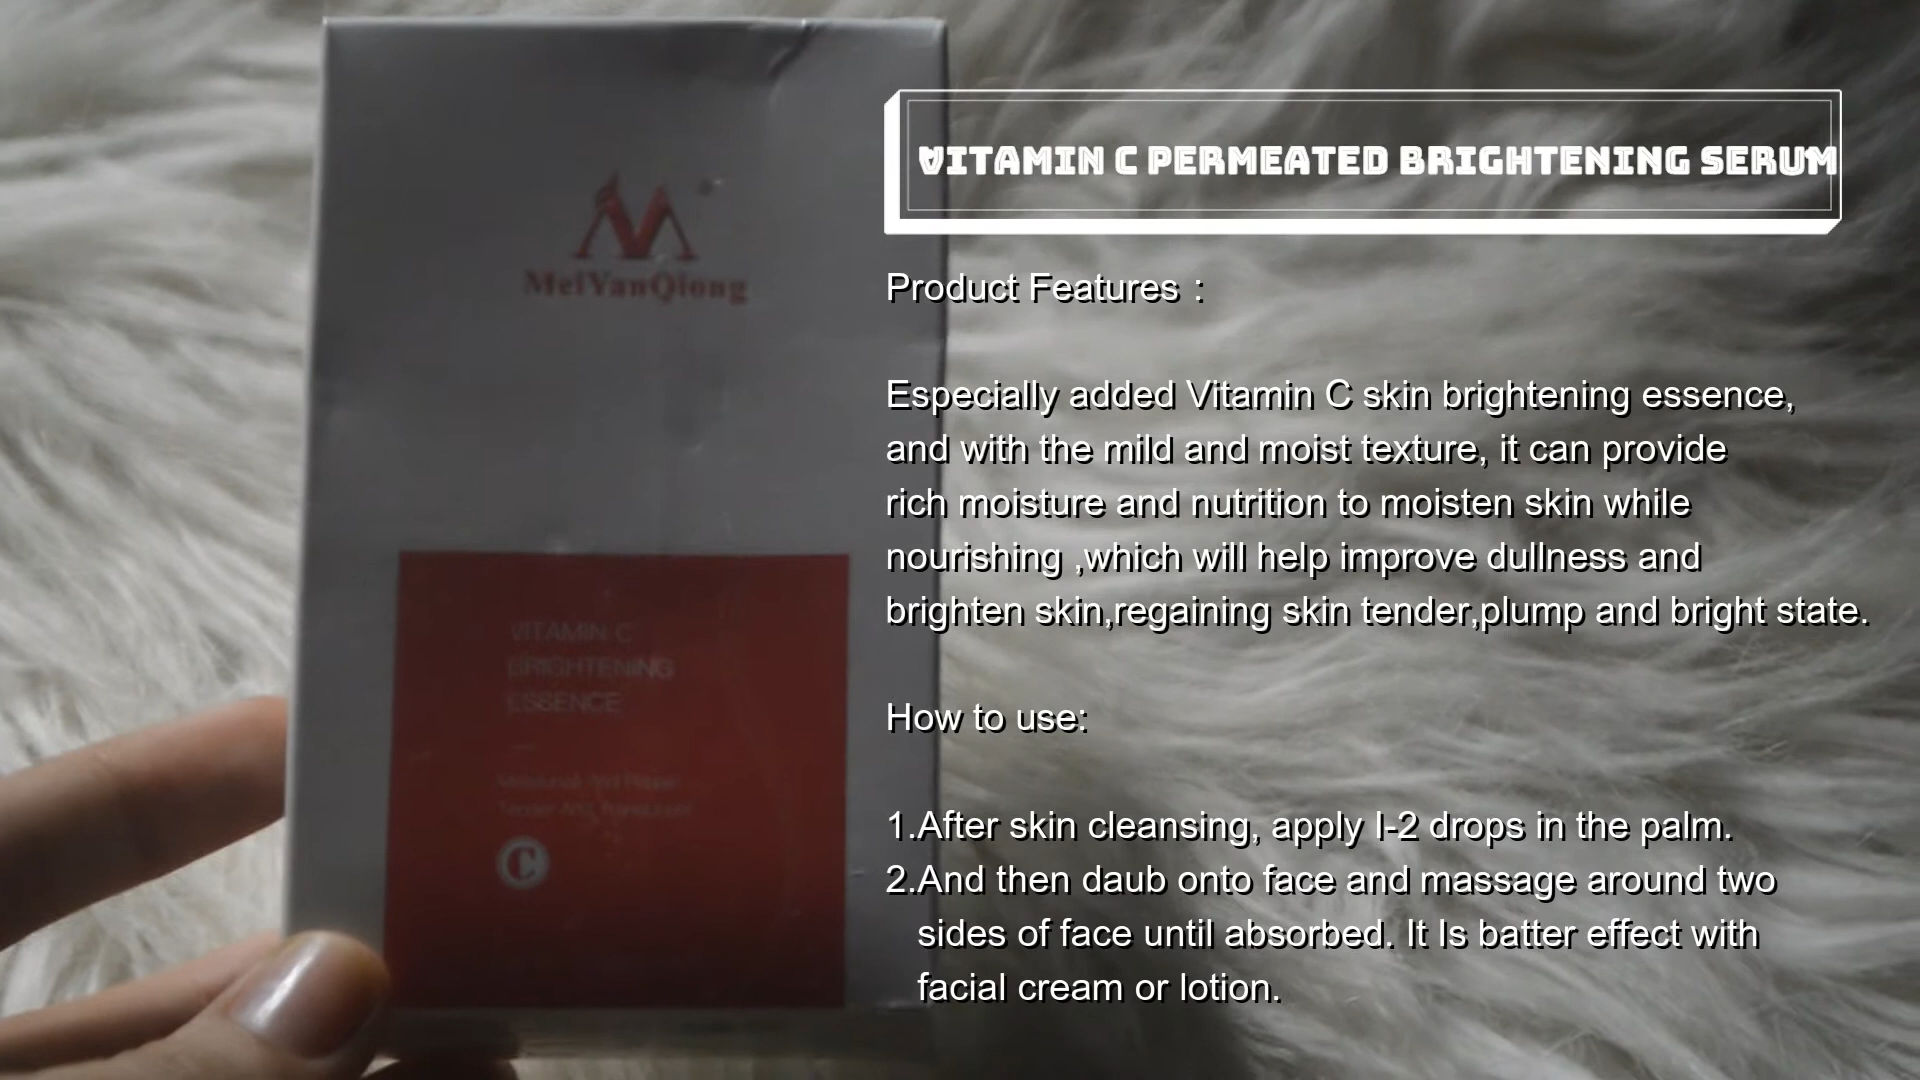 MeiYanQiong
VITAMIN C
BRIGHTENING
ESSENCE
C
VITAMIN C PERMEATED BRIGHTENING SERUM
Product Features :
Especially added Vitamin C skin brightening essence,
and with the mild and moist texture, it can provide
rich moisture and nutrition to moisten skin while
nourishing ,which will help improve dullness and
brighten skin,regaining skin tender,plump and bright state.
How to use:
1.After skin cleansing, apply I-2 drops in the palm.
2.And then daub onto face and massage around two
sides of face until absorbed. It Is batter effect with
facial cream or lotion.